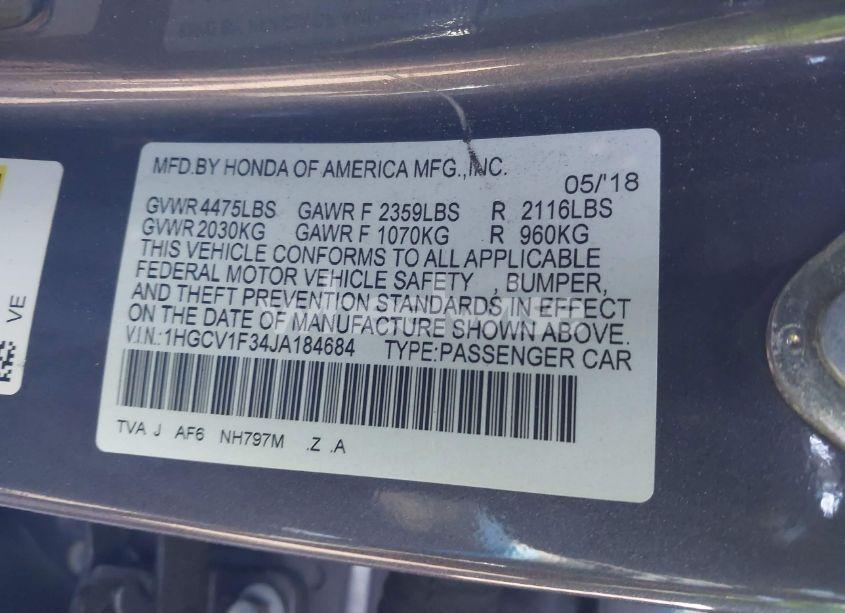 MFD.BY HONDA OF AMERICA MFG.,INC.
05/'18
GVWR 4475LBS GAWR F 2359LBS R 2116LBS
GVWR 2030KG GAWR F 1070KG R 960KG
THIS VEHICLE CONFORMS TO ALL APPLICABLE
FEDERAL MOTOR VEHICLE SAFETY , BUMPER,
AND THEFT PREVENTION STANDARDS IN EFFECT
ON THE DATE OF MANUFACTURE SHOWN ABOVE.
V.I.N.:1HGCV1F34JA184684 TYPE:PASSENGER CAR
TVA J AF6 NH797M .Z .A
VE